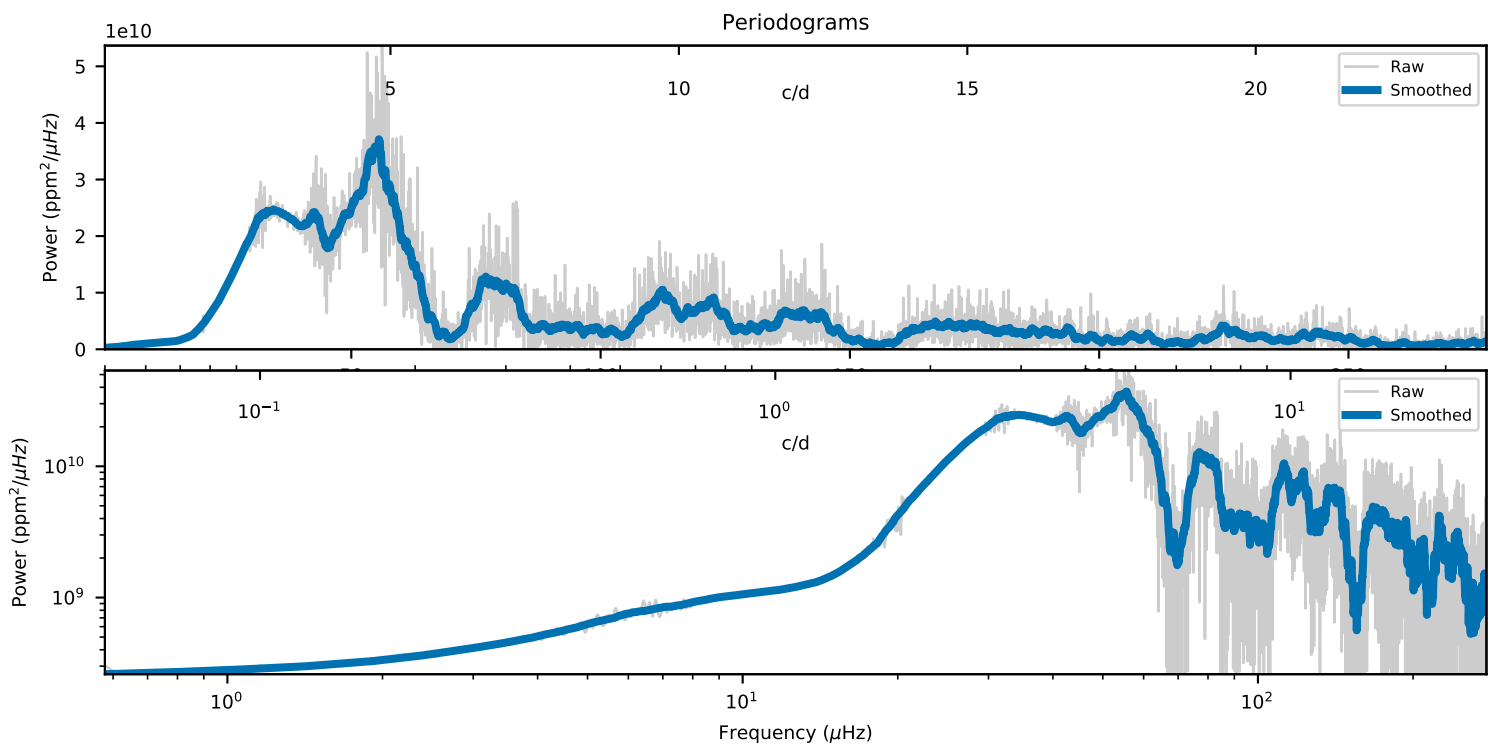 Periodograms
1e10
5
4
3
2
1
0
Power (ppm²/μHz)
5
10
15
20
c/d
Raw
Smoothed
10⁻¹
10⁰
10¹
c/d
Raw
Smoothed
10¹⁰
10⁹
Power (ppm²/μHz)
10⁰
10¹
10²
Frequency (μHz)